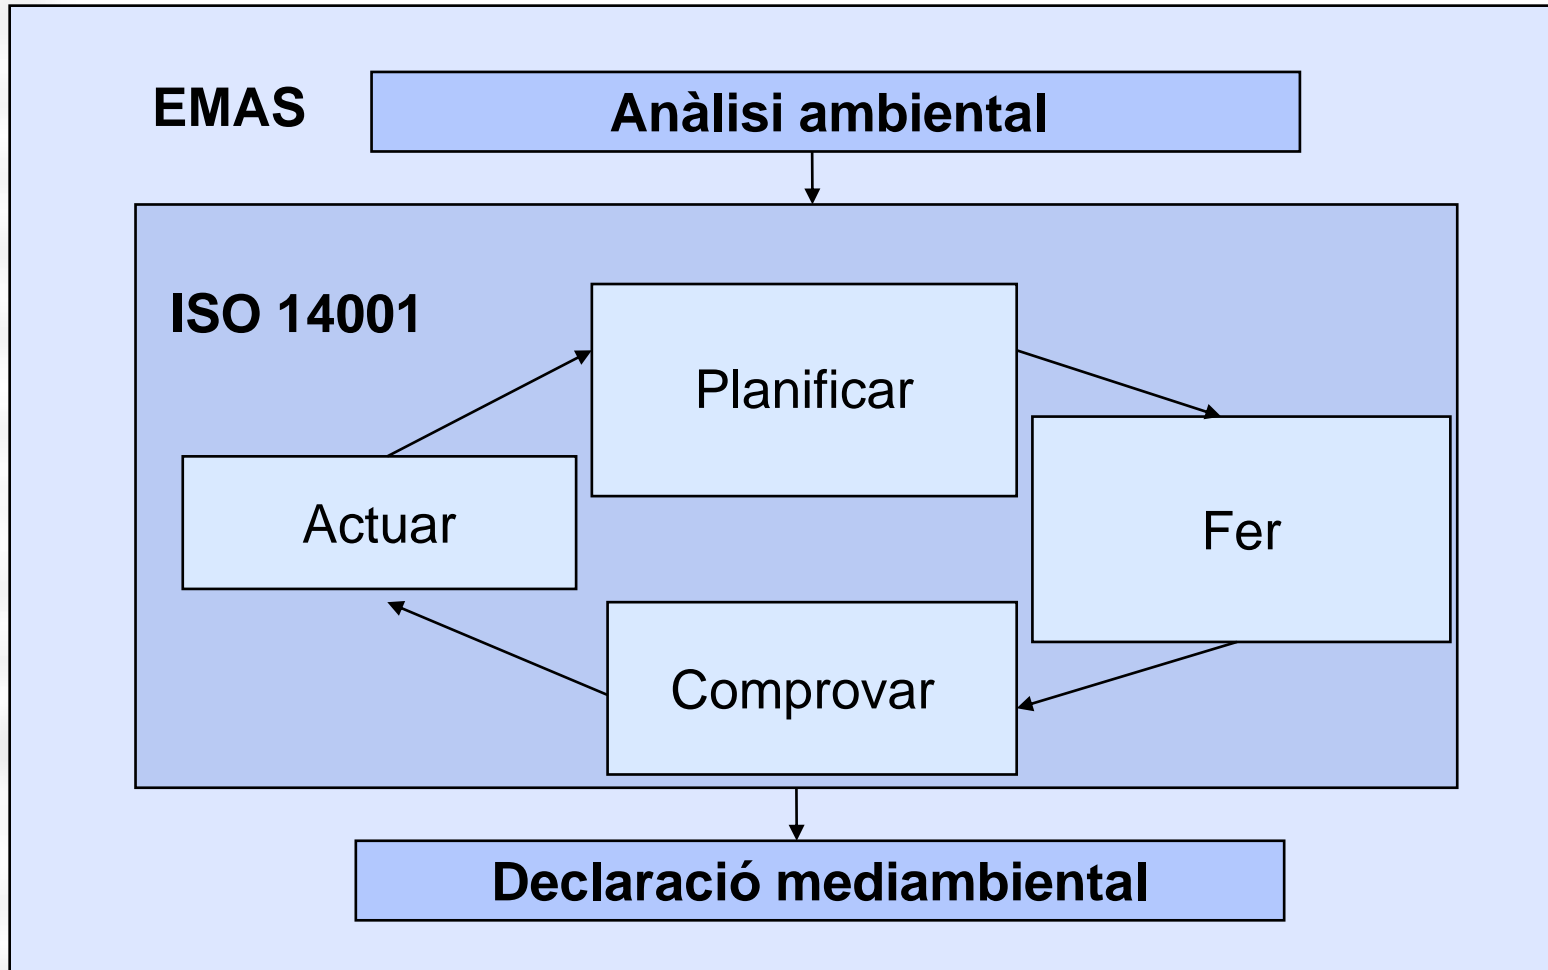 EMAS
Anàlisi ambiental
ISO 14001
Planificar
Actuar
Fer
Comprovar
Declaració mediambiental